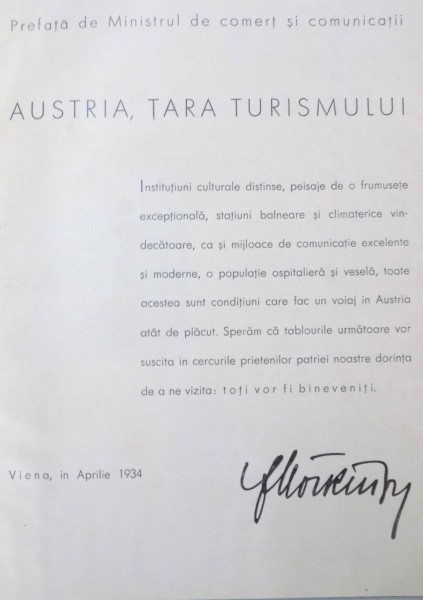 Prefață de Ministrul de comerț și comunicații
AUSTRIA, ȚARA TURISMULUI
Instituțiuni culturale distinse, peisaje de o frumusețe
excepțională, stațiuni balneare și climaterice vin-
decătoare, ca și mijloace de comunicație excelente
și moderne, o populație ospitalieră și veselă, toate
acestea sunt condițiuni care fac un voiaj in Austria
atât de plăcut. Sperăm că tablourile următoare vor
suscita in cercurile prietenilor patriei noastre dorința
de a ne vizita: toți vor fi bineveniți.
Viena, in Aprilie 1934